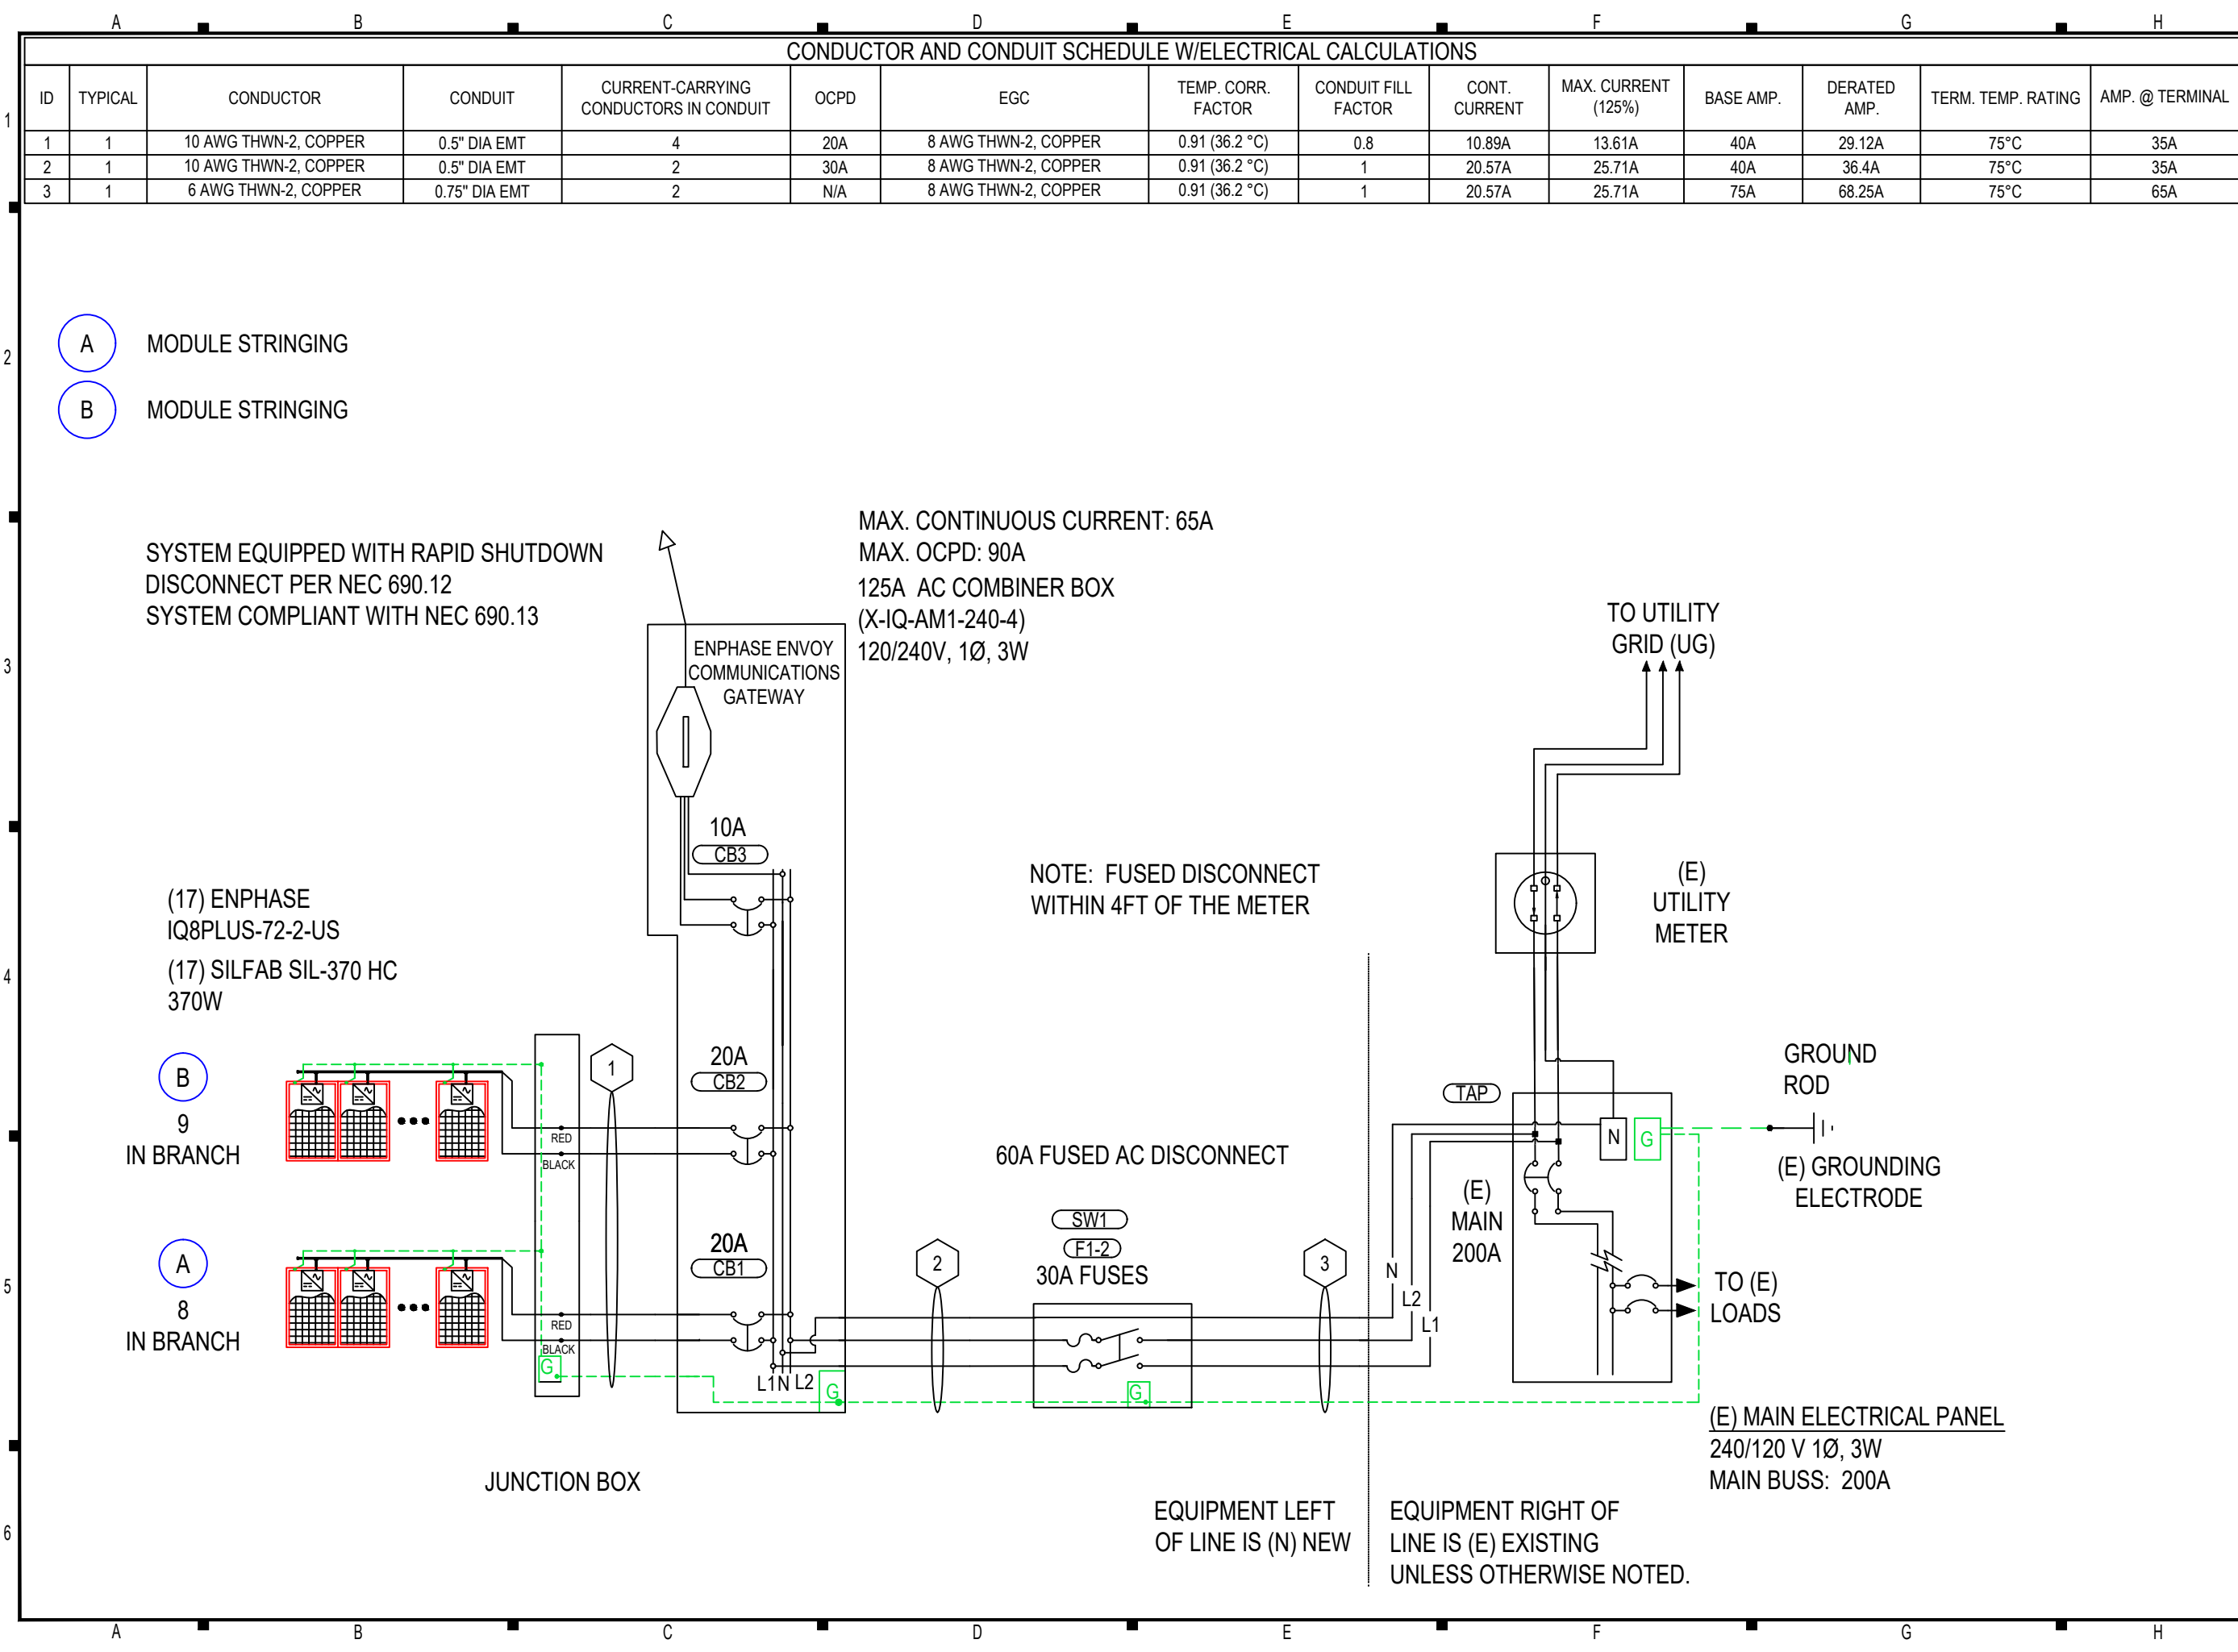 A B C D E F G H
CONDUCTOR AND CONDUIT SCHEDULE W/ELECTRICAL CALCULATIONS
ID TYPICAL CONDUCTOR CONDUIT CURRENT-CARRYING CONDUCTORS IN CONDUIT OCPD EGC TEMP. CORR. FACTOR CONDUIT FILL FACTOR CONT. CURRENT MAX. CURRENT (125%) BASE AMP. DERATED AMP. TERM. TEMP. RATING AMP. @ TERMINAL
1 1 10 AWG THWN-2, COPPER 0.5" DIA EMT 4 20A 8 AWG THWN-2, COPPER 0.91 (36.2 °C) 0.8 10.89A 13.61A 40A 29.12A 75°C 35A
2 1 10 AWG THWN-2, COPPER 0.5" DIA EMT 2 30A 8 AWG THWN-2, COPPER 0.91 (36.2 °C) 1 20.57A 25.71A 40A 36.4A 75°C 35A
3 1 6 AWG THWN-2, COPPER 0.75" DIA EMT 2 N/A 8 AWG THWN-2, COPPER 0.91 (36.2 °C) 1 20.57A 25.71A 75A 68.25A 75°C 65A
1
2
3
4
5
6
A MODULE STRINGING
B MODULE STRINGING
SYSTEM EQUIPPED WITH RAPID SHUTDOWN
DISCONNECT PER NEC 690.12
SYSTEM COMPLIANT WITH NEC 690.13
MAX. CONTINUOUS CURRENT: 65A
MAX. OCPD: 90A
125A AC COMBINER BOX
(X-IQ-AM1-240-4)
120/240V, 1Ø, 3W
ENPHASE ENVOY
COMMUNICATIONS
GATEWAY
TO UTILITY
GRID (UG)
10A
CB3
NOTE: FUSED DISCONNECT
WITHIN 4FT OF THE METER
(E)
UTILITY
METER
(17) ENPHASE
IQ8PLUS-72-2-US
(17) SILFAB SIL-370 HC
370W
B
9
IN BRANCH
1
20A
CB2
RED
BLACK
TAP
N
G
GROUND
ROD
(E) GROUNDING
ELECTRODE
60A FUSED AC DISCONNECT
(E)
MAIN
200A
A
8
IN BRANCH
20A
CB1
RED
BLACK
G
L1 N L2
G
2
SW1
F1-2
30A FUSES
G
3
N
L2
L1
TO (E)
LOADS
(E) MAIN ELECTRICAL PANEL
240/120 V 1Ø, 3W
MAIN BUSS: 200A
JUNCTION BOX
EQUIPMENT LEFT
OF LINE IS (N) NEW
EQUIPMENT RIGHT OF
LINE IS (E) EXISTING
UNLESS OTHERWISE NOTED.
A B C D E F G H